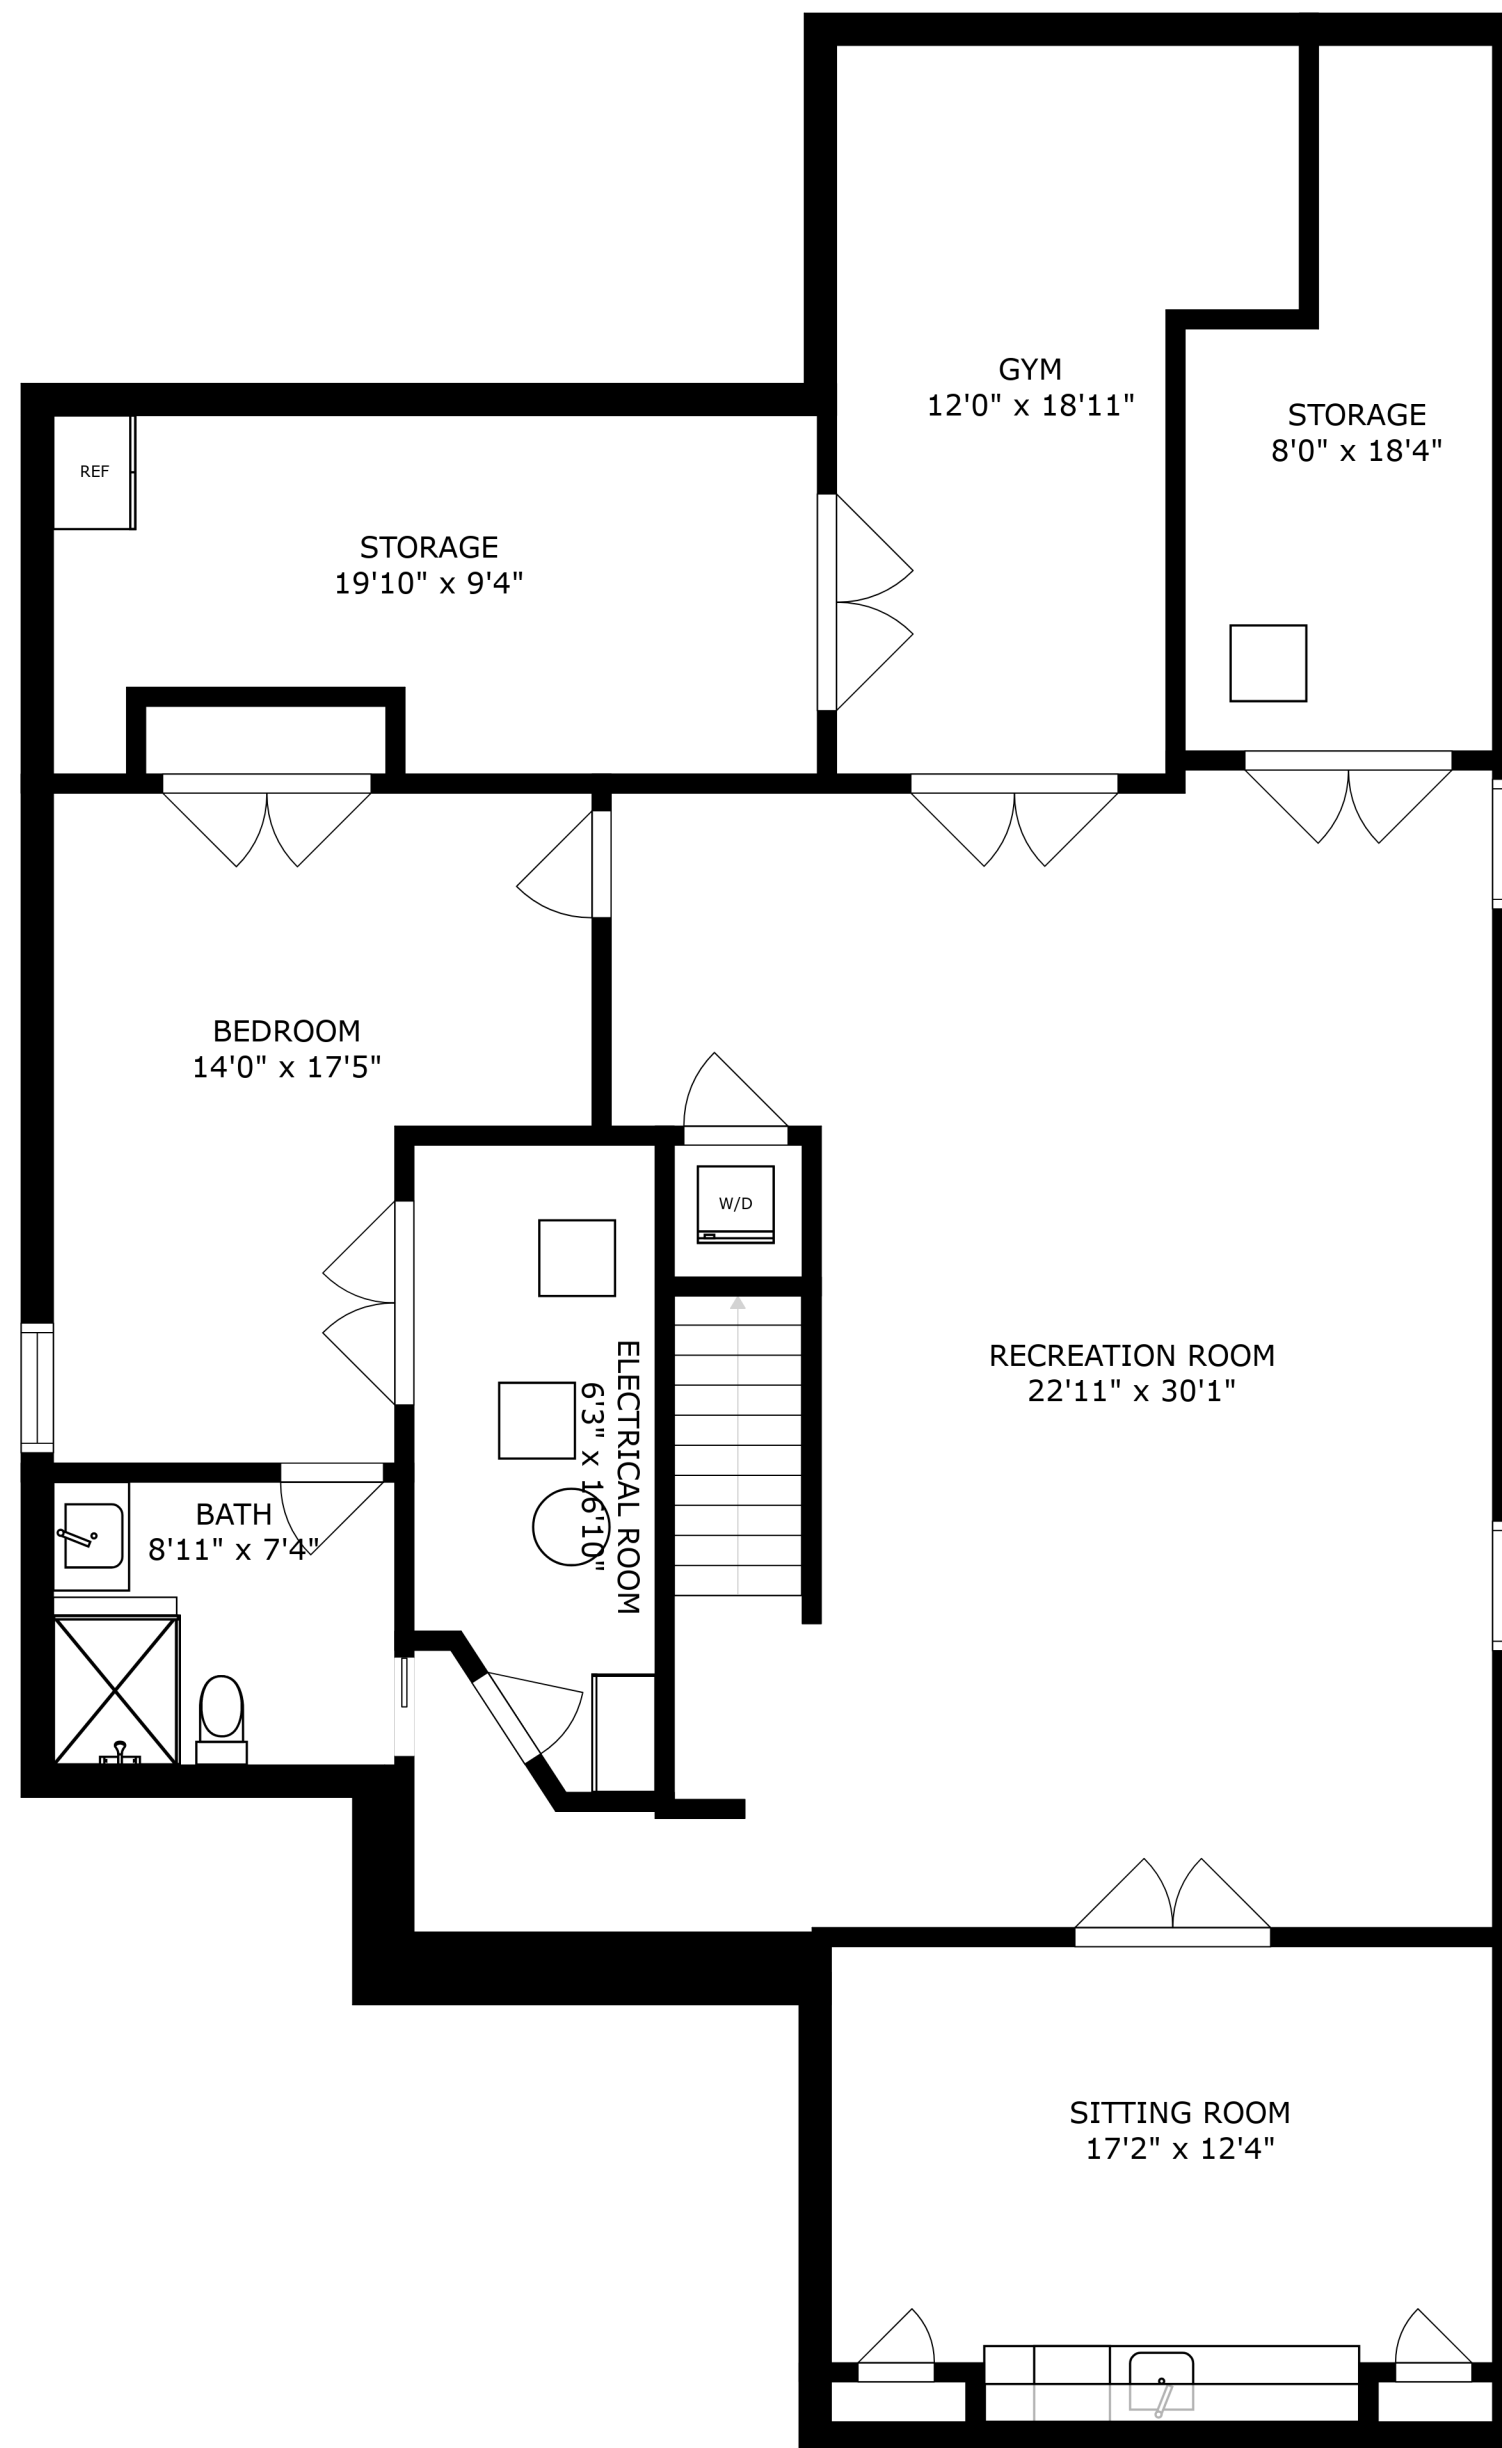 GYM
12'0" x 18'11"
STORAGE
8'0" x 18'4"
REF
STORAGE
19'10" x 9'4"
BEDROOM
14'0" x 17'5"
W/D
ELECTRICAL ROOM
6'3" x 16'10"
RECREATION ROOM
22'11" x 30'1"
BATH
8'11" x 7'4"
SITTING ROOM
17'2" x 12'4"